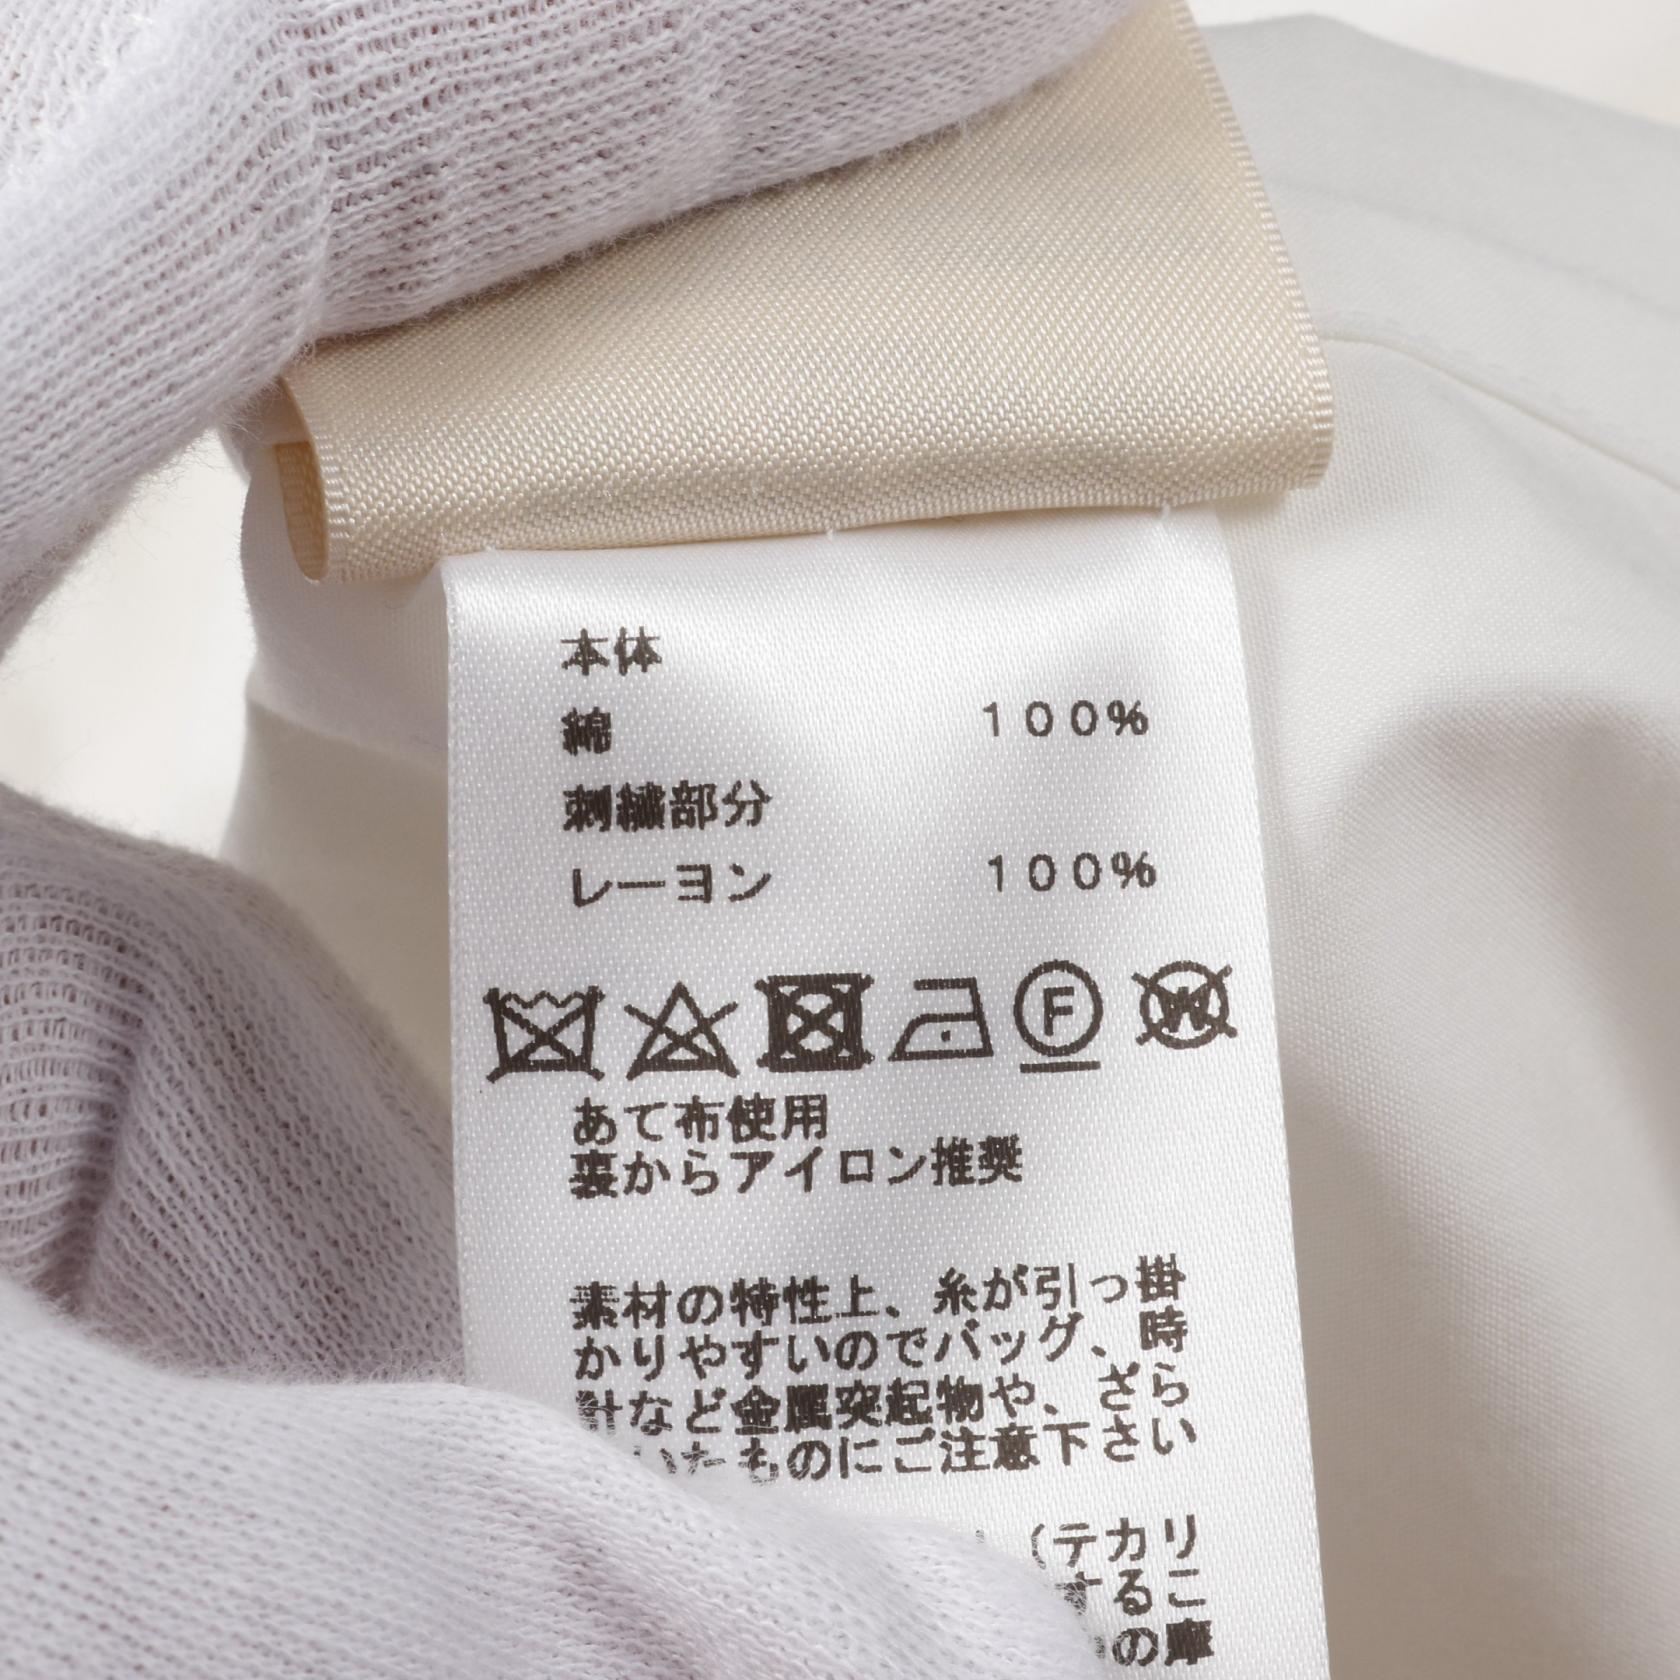 本体
綿 100%
刺繍部分
レーヨン 100%
F W
あて布使用
裏からアイロン推奨
素材の特性上、糸が引っ掛
かりやすいのでバッグ、時
計など金属突起物や、ざら
いたものにご注意下さい
（テカリ
するこ
の摩